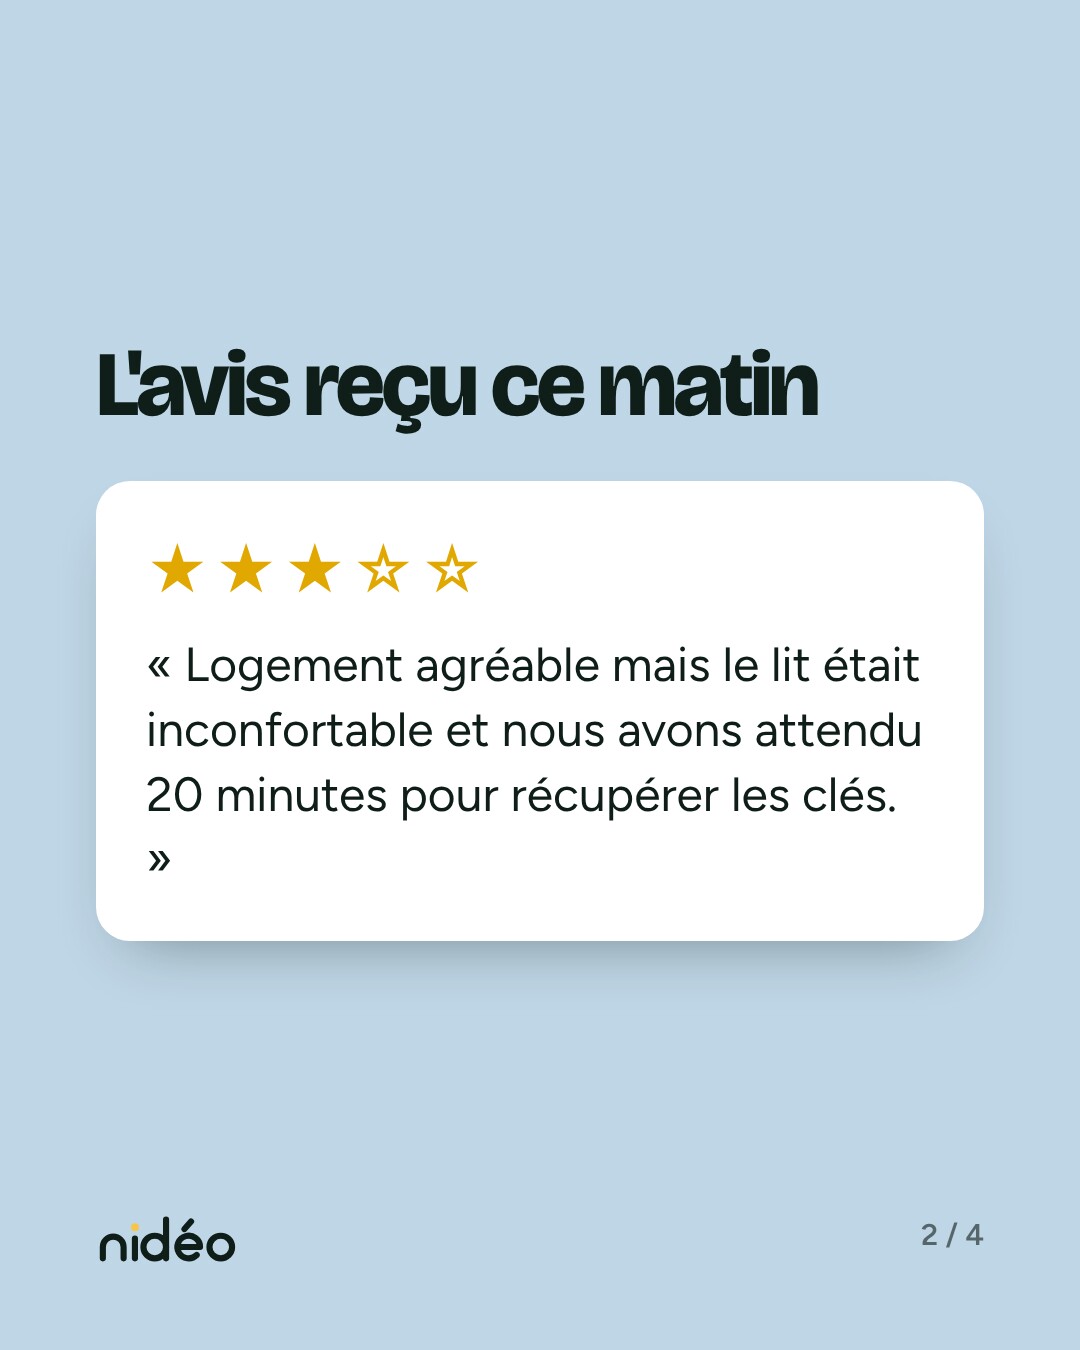 L'avis reçu ce matin
★ ★ ★ ☆ ☆
« Logement agréable mais le lit était
inconfortable et nous avons attendu
20 minutes pour récupérer les clés.
»
nidéo
2 / 4